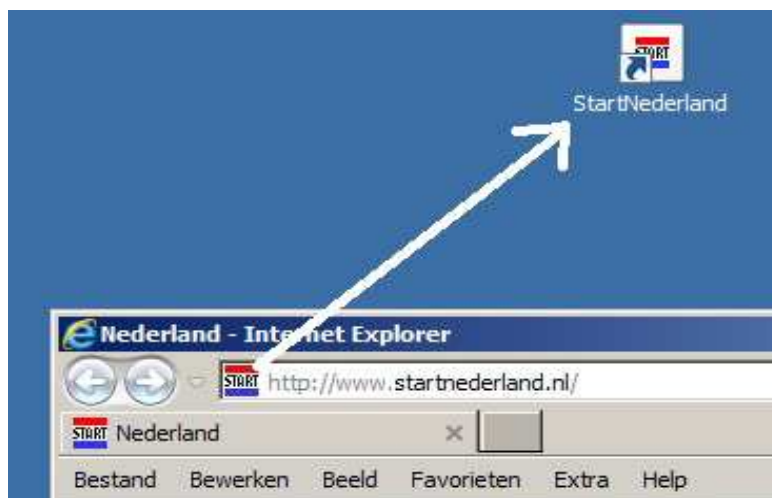 START
StartNederland
Nederland - Internet Explorer
START http://www.startnederland.nl/
START Nederland
Bestand Bewerken Beeld Favorieten Extra Help